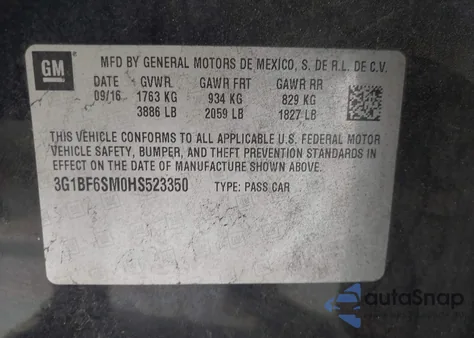 GM
MFD BY GENERAL MOTORS DE MEXICO, S. DE R.L. DE C.V.
DATE GVWR GAWR FRT GAWR RR
09/16 1763 KG 934 KG 829 KG
3886 LB 2059 LB 1827 LB
THIS VEHICLE CONFORMS TO ALL APPLICABLE U.S. FEDERAL MOTOR
VEHICLE SAFETY, BUMPER, AND THEFT PREVENTION STANDARDS
IN EFFECT ON THE DATE OF MANUFACTURE SHOWN ABOVE.
3G1BF6SM0HS523350 TYPE: PASS CAR
autaSnap